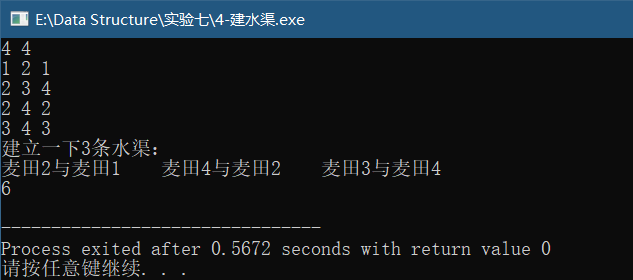 E:\Data Structure\实验七\4-建水渠.exe
4 4
1 2 1
2 3 4
2 4 2
3 4 3
建立一下3条水渠：
麦田2与麦田1    麦田4与麦田2    麦田3与麦田4
6
--------------------------------
Process exited after 0.5672 seconds with return value 0
请按任意键继续. . .